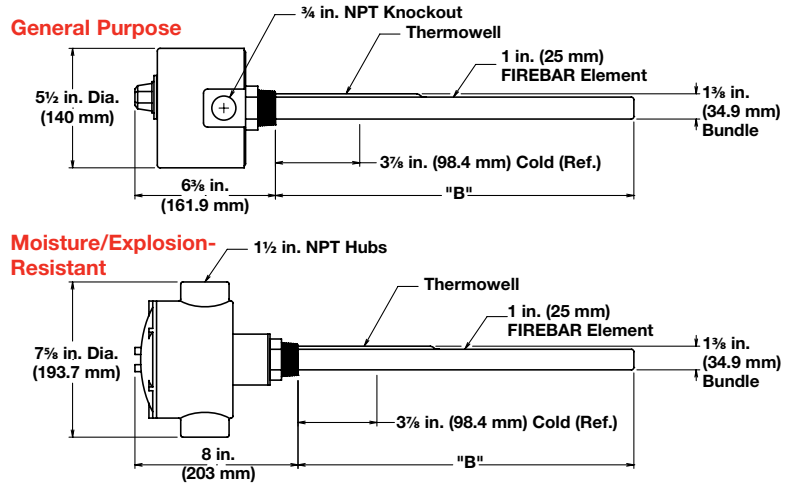 General Purpose
¾ in. NPT Knockout
Thermowell
1 in. (25 mm)
FIREBAR Element
5½ in. Dia.
(140 mm)
1⅜ in.
(34.9 mm)
Bundle
3⅞ in. (98.4 mm) Cold (Ref.)
6⅜ in.
(161.9 mm)
"B"
Moisture/Explosion-
Resistant
1½ in. NPT Hubs
Thermowell
1 in. (25 mm)
FIREBAR Element
7⅝ in. Dia.
(193.7 mm)
1⅜ in.
(34.9 mm)
Bundle
3⅞ in. (98.4 mm) Cold (Ref.)
8 in.
(203 mm)
"B"